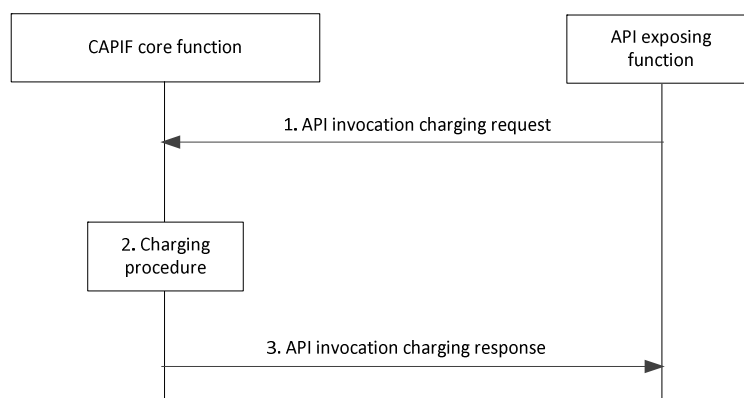 CAPIF core function
API exposing
function
1. API invocation charging request
2. Charging
procedure
3. API invocation charging response